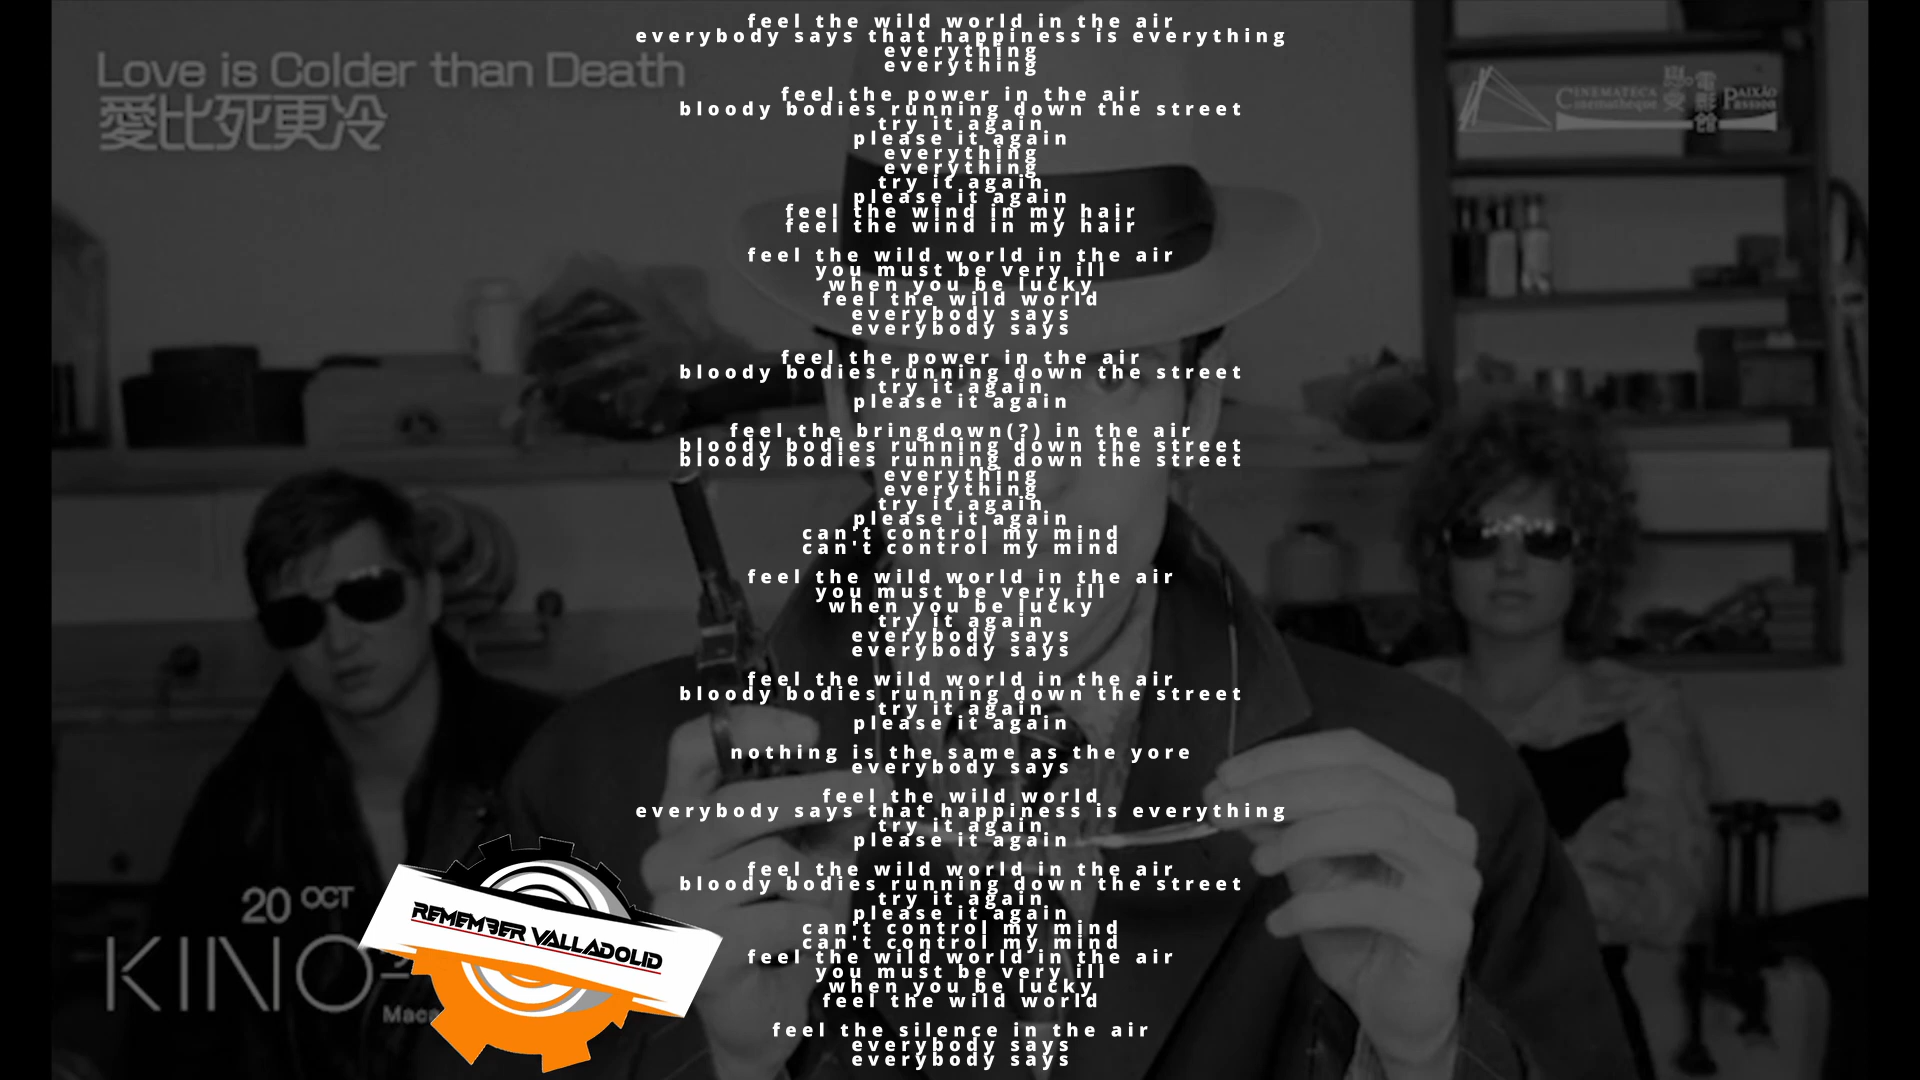 feel the wild world in the air
everybody says that happiness is everything
everything
everything
feel the power in the air
bloody bodies running down the street
try it again
please it again
everything
everything
try it again
please it again
feel the wind in my hair
feel the wind in my hair
feel the wild world in the air
you must be very ill
when you be lucky
feel the wild world
everybody says
everybody says
feel the power in the air
bloody bodies running down the street
try it again
please it again
feel the bringdown(?) in the air
bloody bodies running down the street
bloody bodies running down the street
everything
everything
try it again
please it again
can't control my mind
can't control my mind
feel the wild world in the air
you must be very ill
when you be lucky
try it again
everybody says
everybody says
feel the wild world in the air
bloody bodies running down the street
try it again
please it again
nothing is the same as the yore
everybody says
feel the wild world
everybody says that happiness is everything
try it again
please it again
feel the wild world in the air
bloody bodies running down the street
try it again
please it again
can't control my mind
can't control my mind
feel the wild world in the air
you must be very ill
when you be lucky
feel the wild world
feel the silence in the air
everybody says
everybody says
Love is Colder than Death
愛比死更冷
CINEMATECA PAIXÃO
Cinematheque Passion
戀愛電影館
20 OCT
KINO
REMEMBER VALLADOLID